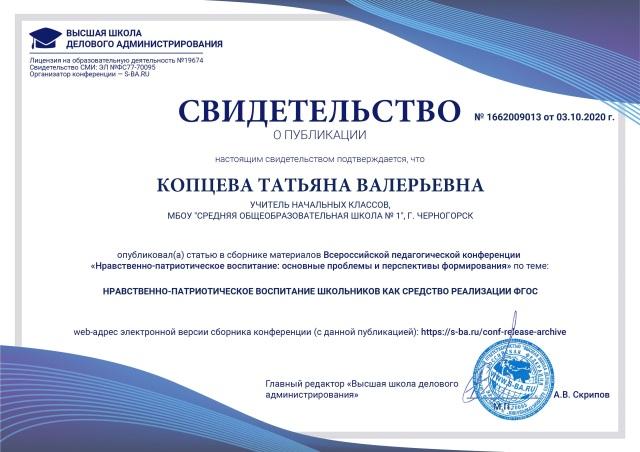 ВЫСШАЯ ШКОЛА
ДЕЛОВОГО АДМИНИСТРИРОВАНИЯ
Лицензия на образовательную деятельность №19674
Свидетельство СМИ: ЭЛ №ФС77-70095
Организатор конференции — S-BA.RU
СВИДЕТЕЛЬСТВО
№ 1662009013 от 03.10.2020 г.
О ПУБЛИКАЦИИ
настоящим свидетельством подтверждается, что
КОПЦЕВА ТАТЬЯНА ВАЛЕРЬЕВНА
УЧИТЕЛЬ НАЧАЛЬНЫХ КЛАССОВ,
МБОУ "СРЕДНЯЯ ОБЩЕОБРАЗОВАТЕЛЬНАЯ ШКОЛА № 1", Г. ЧЕРНОГОРСК
опубликовал(а) статью в сборнике материалов Всероссийской педагогической конференции
«Нравственно-патриотическое воспитание: основные проблемы и перспективы формирования» по теме:
НРАВСТВЕННО-ПАТРИОТИЧЕСКОЕ ВОСПИТАНИЕ ШКОЛЬНИКОВ КАК СРЕДСТВО РЕАЛИЗАЦИИ ФГОС
web-адрес электронной версии сборника конференции (с данной публикацией): https://s-ba.ru/conf-release-archive
WWW.S-BA.RU
Главный редактор «Высшая школа делового
администрирования»
А.В. Скрипов
М.П.